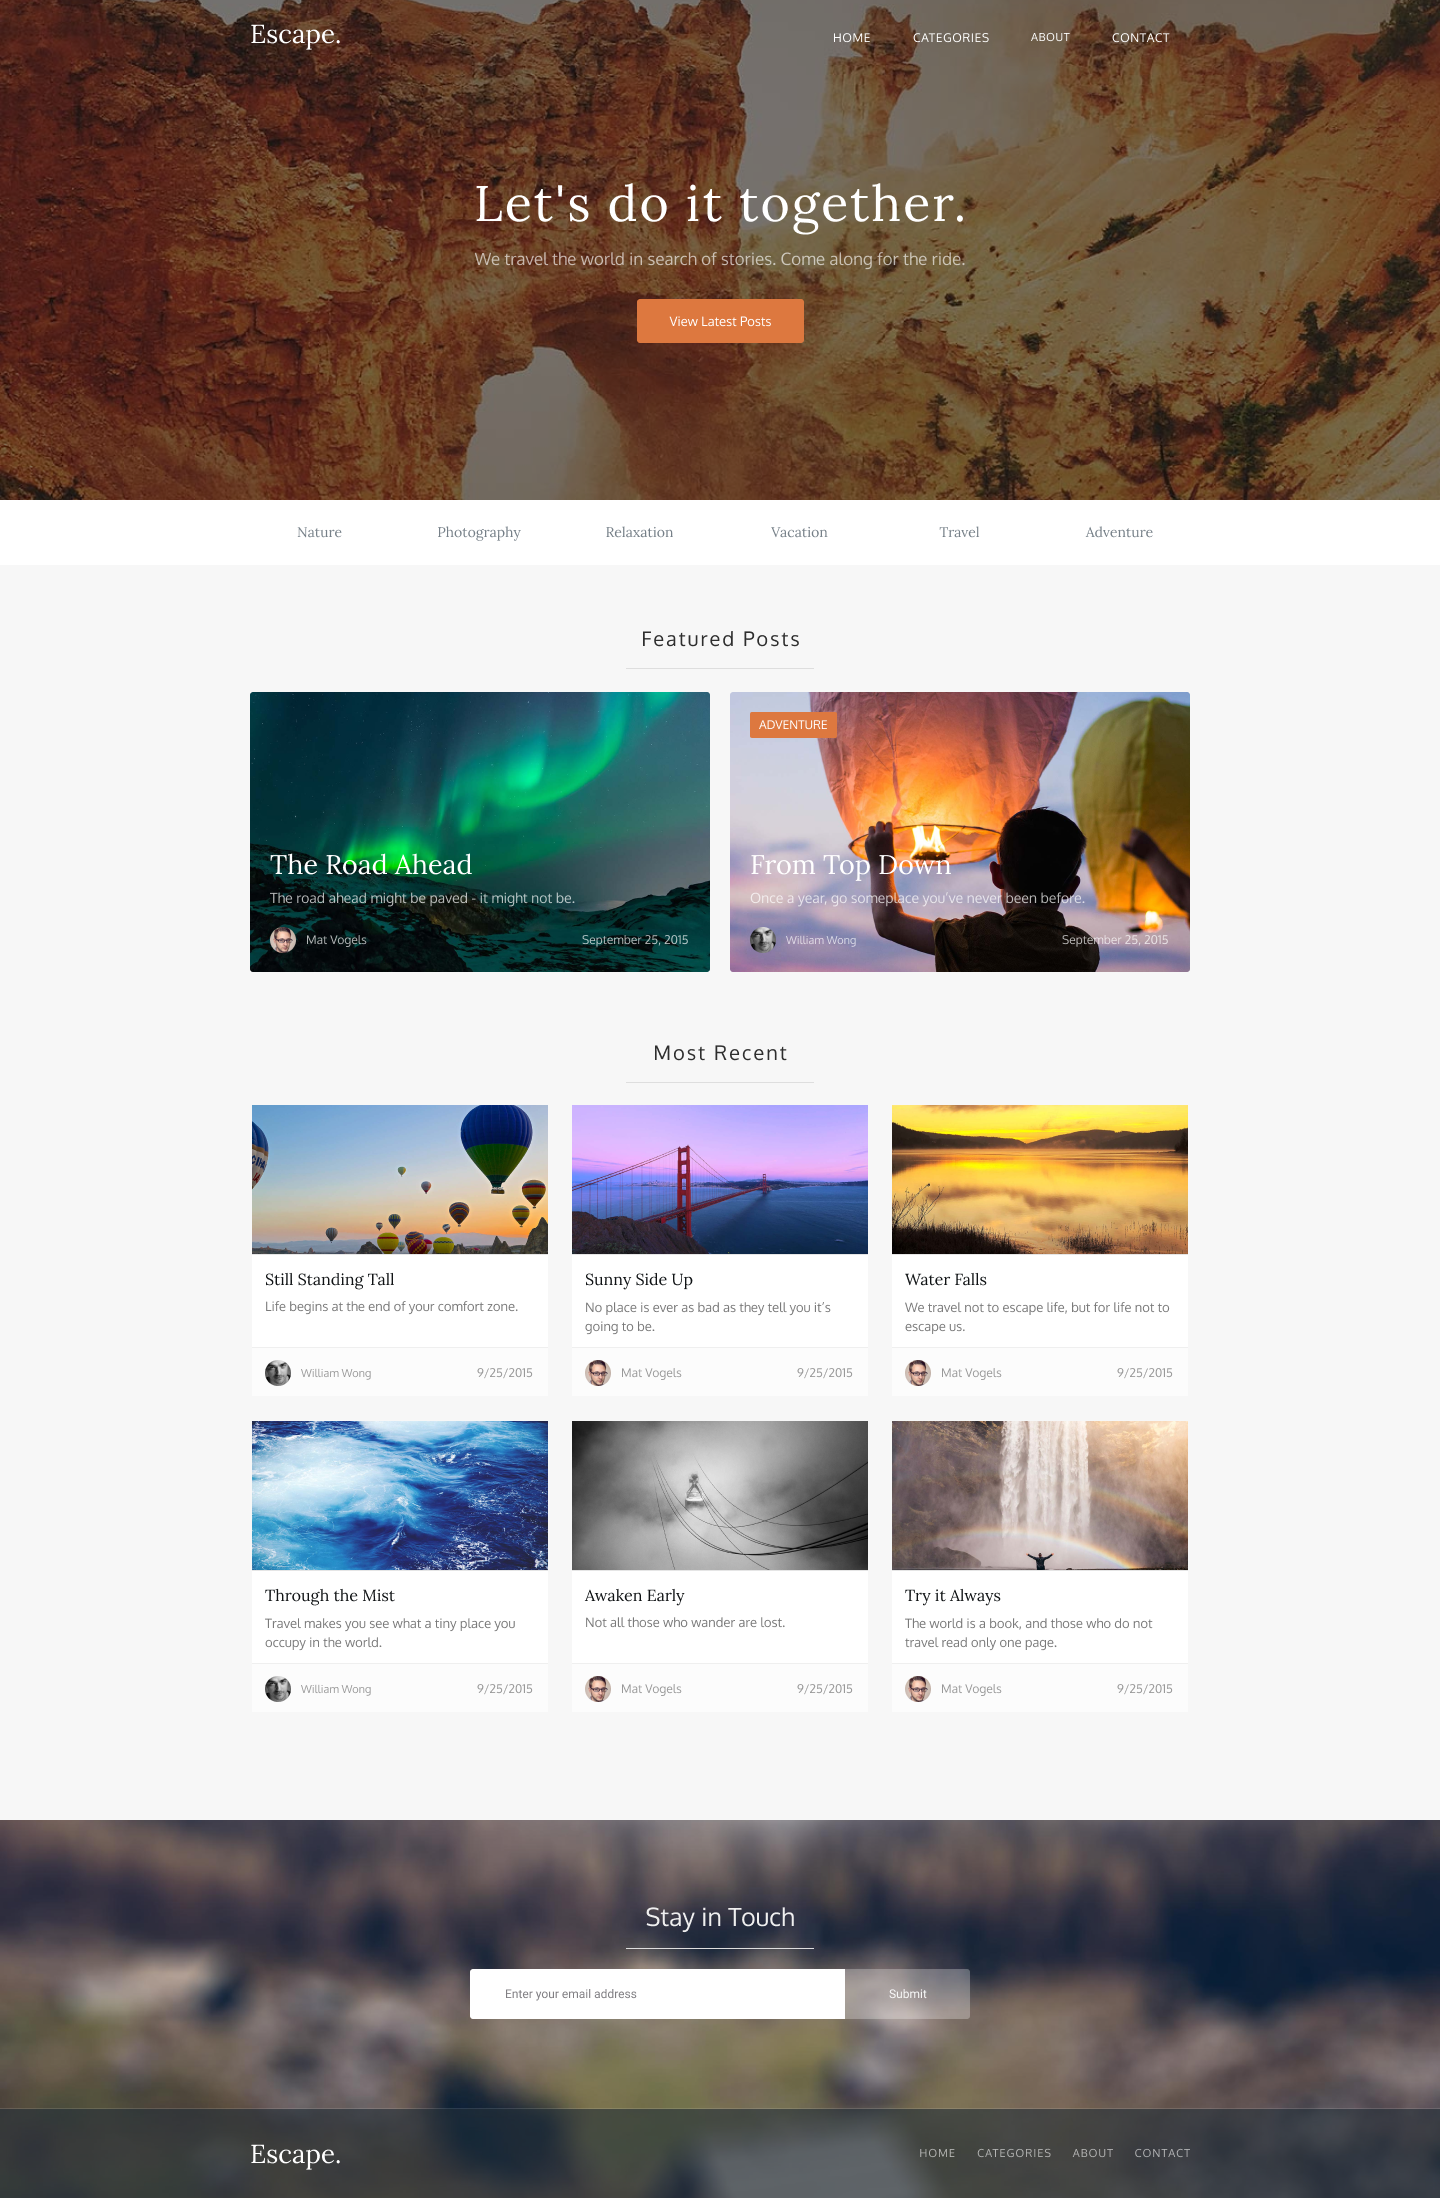 Escape.
HOME CATEGORIES ABOUT CONTACT
Let's do it together.
We travel the world in search of stories. Come along for the ride.
View Latest Posts
Nature Photography Relaxation Vacation Travel Adventure
Featured Posts
The Road Ahead
The road ahead might be paved - it might not be.
Mat Vogels September 25, 2015
ADVENTURE
From Top Down
Once a year, go someplace you've never been before.
William Wong September 25, 2015
Most Recent
Still Standing Tall
Life begins at the end of your comfort zone.
William Wong 9/25/2015
Sunny Side Up
No place is ever as bad as they tell you it's
going to be.
Mat Vogels 9/25/2015
Water Falls
We travel not to escape life, but for life not to
escape us.
Mat Vogels 9/25/2015
Through the Mist
Travel makes you see what a tiny place you
occupy in the world.
William Wong 9/25/2015
Awaken Early
Not all those who wander are lost.
Mat Vogels 9/25/2015
Try it Always
The world is a book, and those who do not
travel read only one page.
Mat Vogels 9/25/2015
Stay in Touch
Enter your email address Submit
Escape.
HOME CATEGORIES ABOUT CONTACT